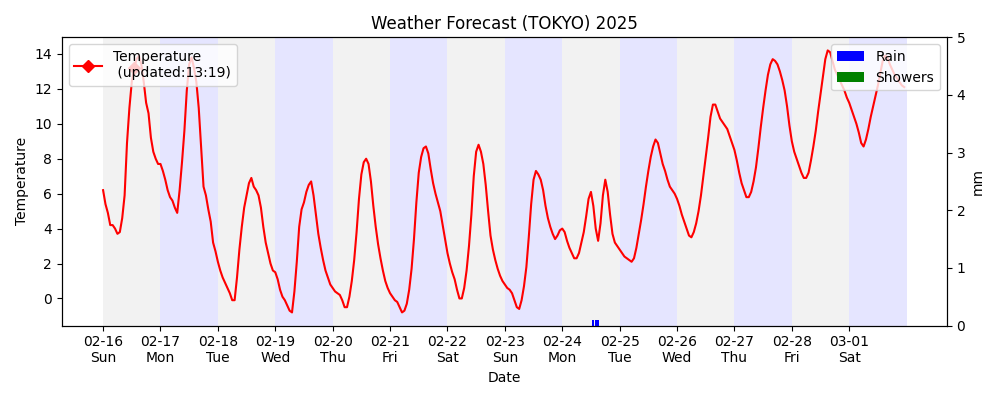 Weather Forecast (TOKYO) 2025
Temperature
(updated:13:19)
Rain
Showers
Temperature
14
12
10
8
6
4
2
0
5
4
3
2
1
0
mm
02-16 02-17 02-18 02-19 02-20 02-21 02-22 02-23 02-24 02-25 02-26 02-27 02-28 03-01
Sun Mon Tue Wed Thu Fri Sat Sun Mon Tue Wed Thu Fri Sat
Date